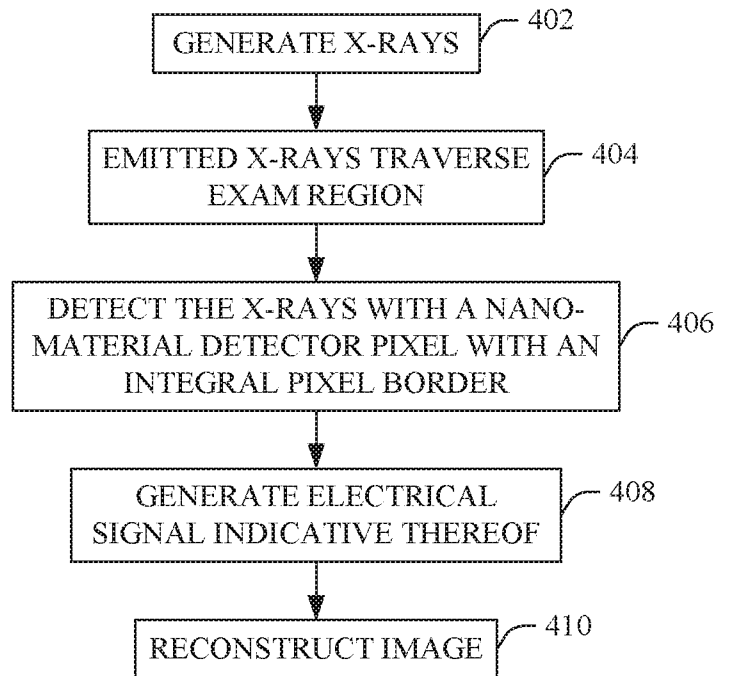 GENERATE X-RAYS
402
EMITTED X-RAYS TRAVERSE
EXAM REGION
404
DETECT THE X-RAYS WITH A NANO-
MATERIAL DETECTOR PIXEL WITH AN
INTEGRAL PIXEL BORDER
406
GENERATE ELECTRICAL
SIGNAL INDICATIVE THEREOF
408
RECONSTRUCT IMAGE
410